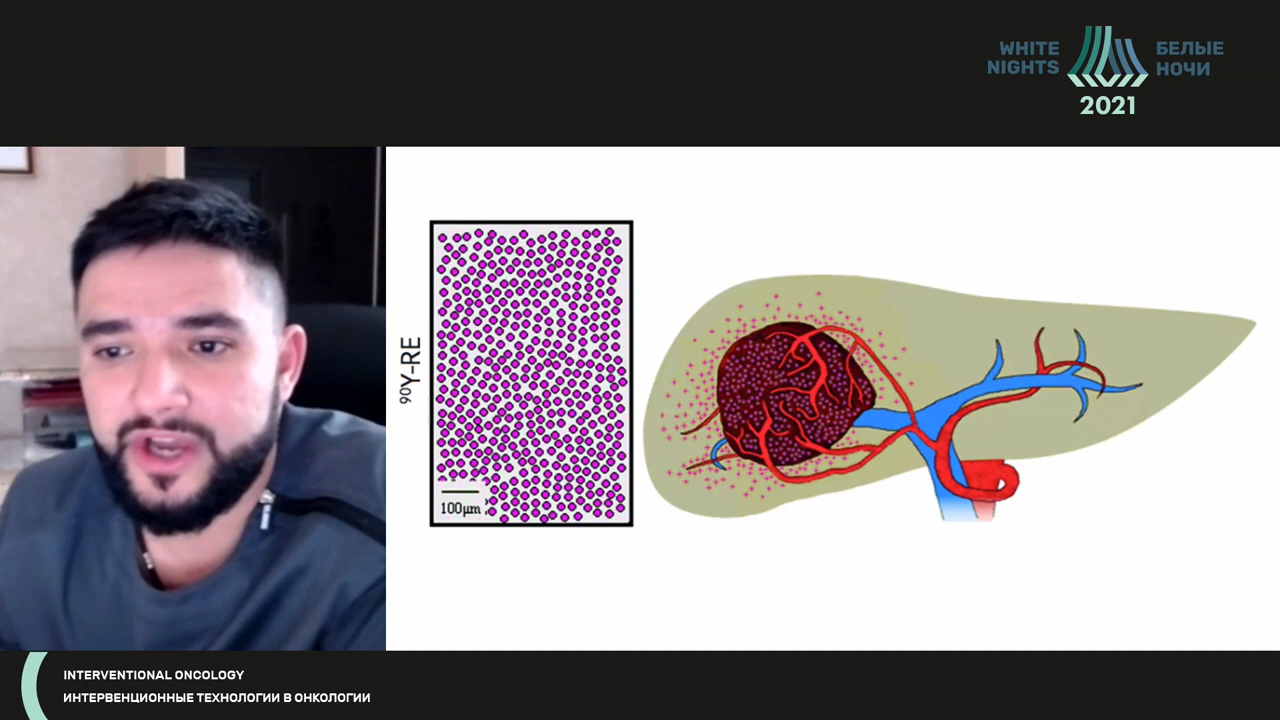 WHITE
NIGHTS
БЕЛЫЕ
НОЧИ
2021
⁹⁰Y-RE
100µm
INTERVENTIONAL ONCOLOGY
ИНТЕРВЕНЦИОННЫЕ ТЕХНОЛОГИИ В ОНКОЛОГИИ